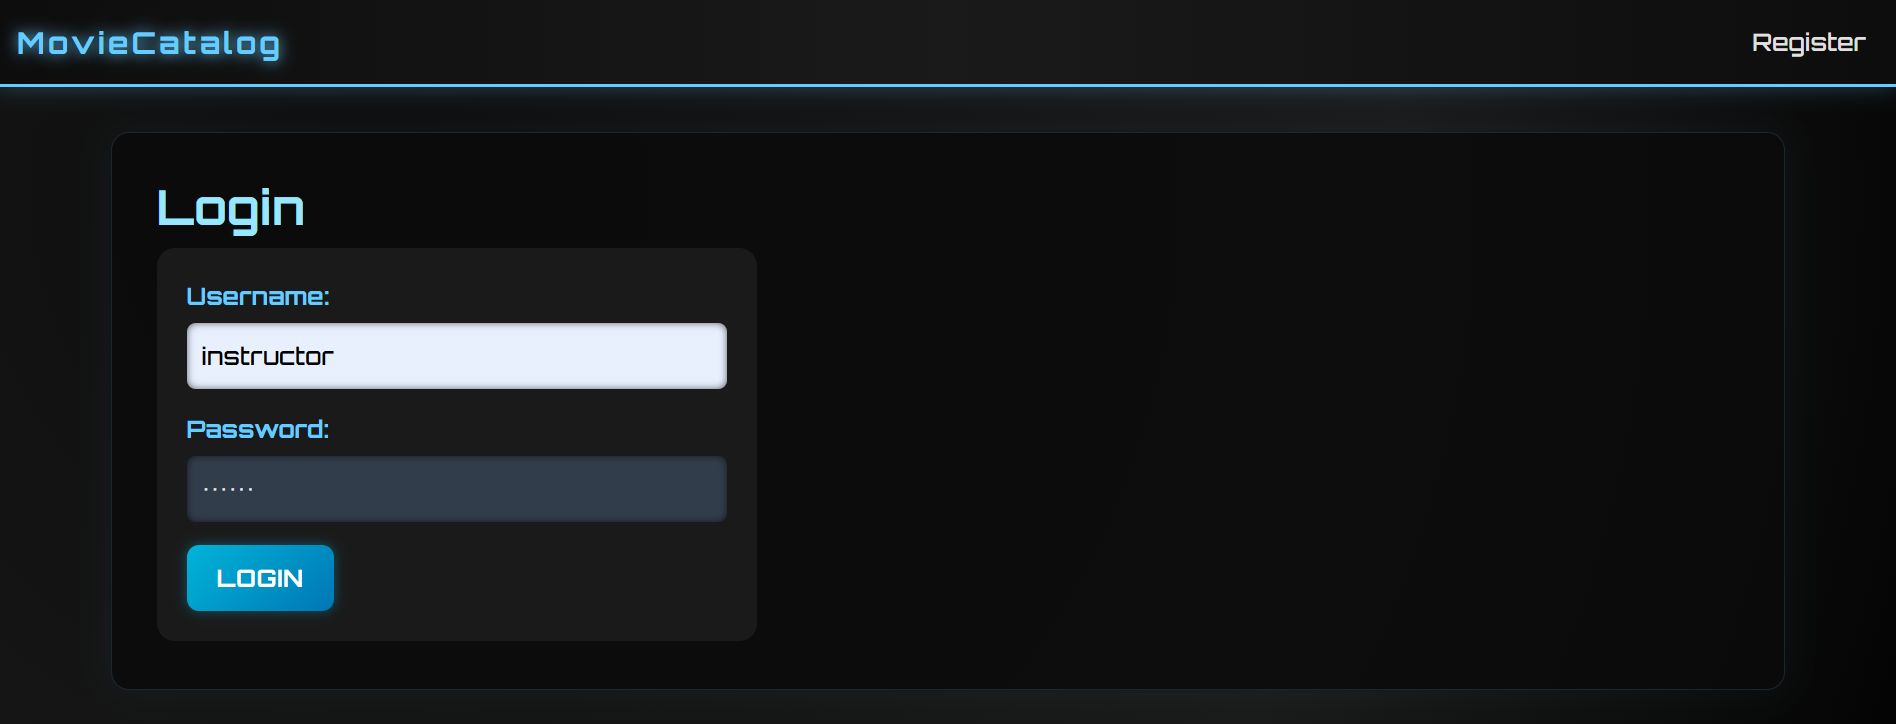 MovieCatalog
Register
Login
Username:
instructor
Password:
······
LOGIN